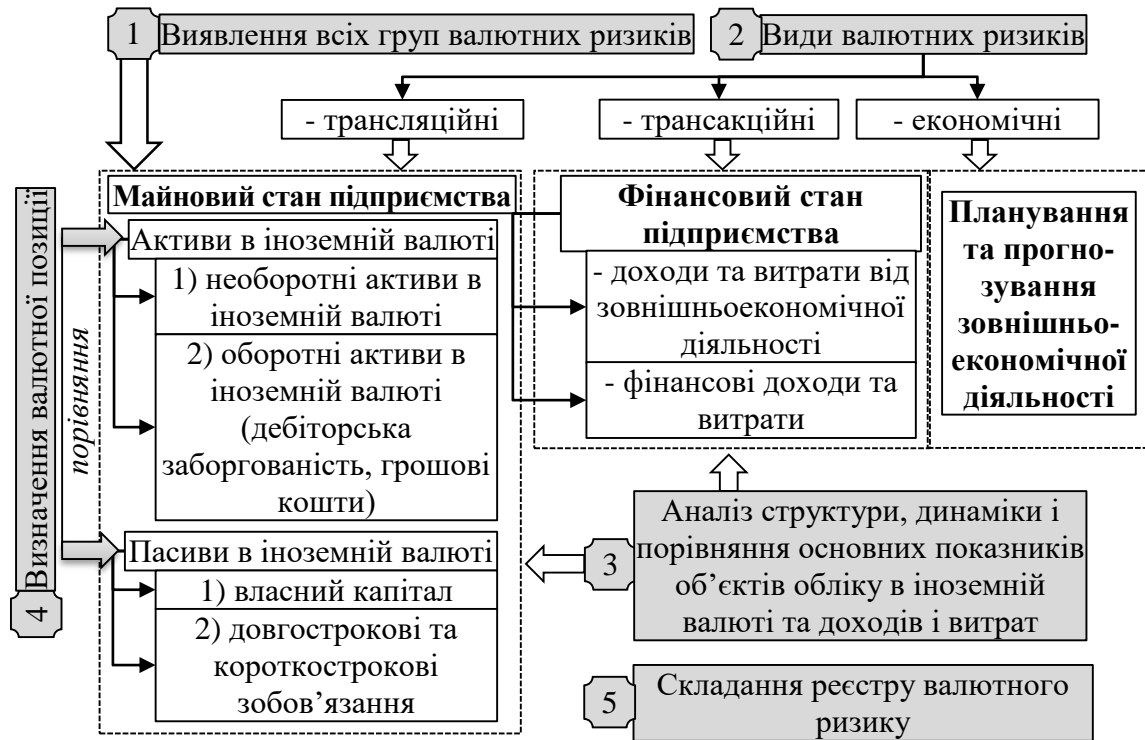 1
Виявлення всіх груп валютних ризиків
2
Види валютних ризиків
- трансляційні
- трансакційні
- економічні
4
Визначення валютної позиції
порівняння
Майновий стан підприємства
Активи в іноземній валюті
1) необоротні активи в
іноземній валюті
2) оборотні активи в
іноземній валюті
(дебіторська
заборгованість, грошові
кошти)
Пасиви в іноземній валюті
1) власний капітал
2) довгострокові та
короткострокові
зобов’язання
Фінансовий стан
підприємства
- доходи та витрати від
зовнішньоекономічної
діяльності
- фінансові доходи та
витрати
Планування
та прогно-
зування
зовнішньо-
економічної
діяльності
3
Аналіз структури, динаміки і
порівняння основних показників
об’єктів обліку в іноземній
валюті та доходів і витрат
5
Складання реєстру валютного
ризику